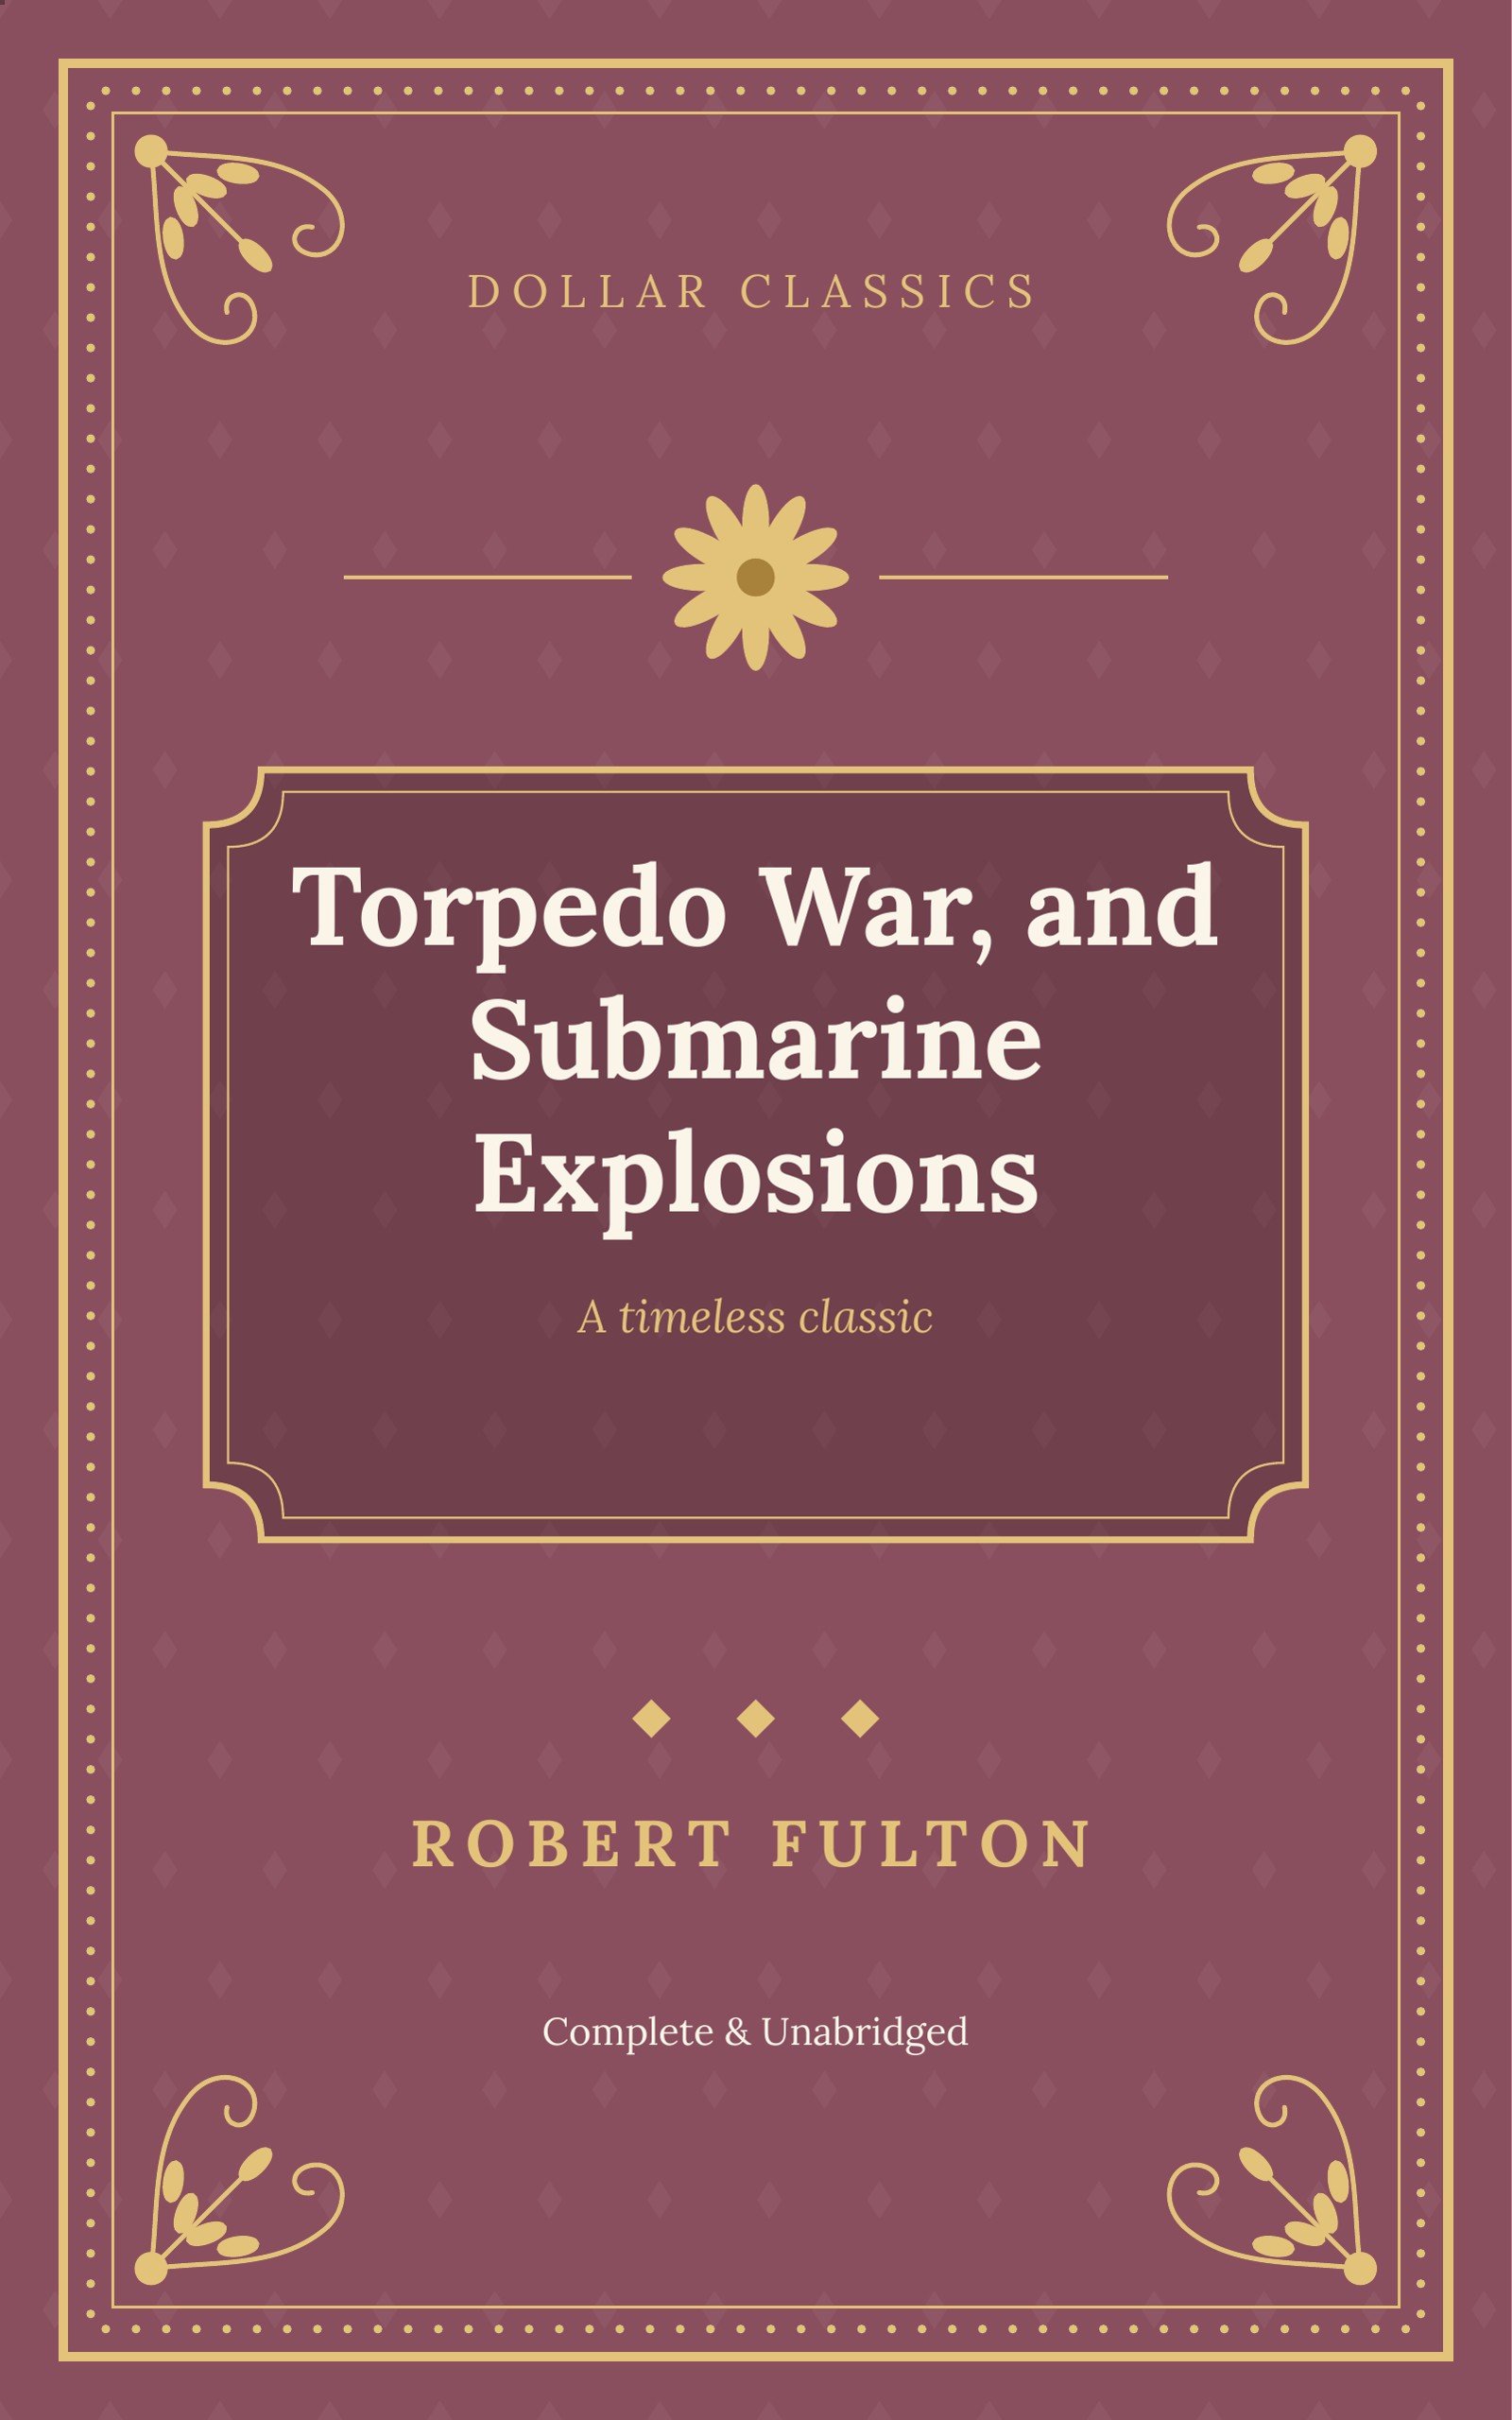 DOLLAR CLASSICS
Torpedo War, and
Submarine
Explosions
A timeless classic
ROBERT FULTON
Complete & Unabridged